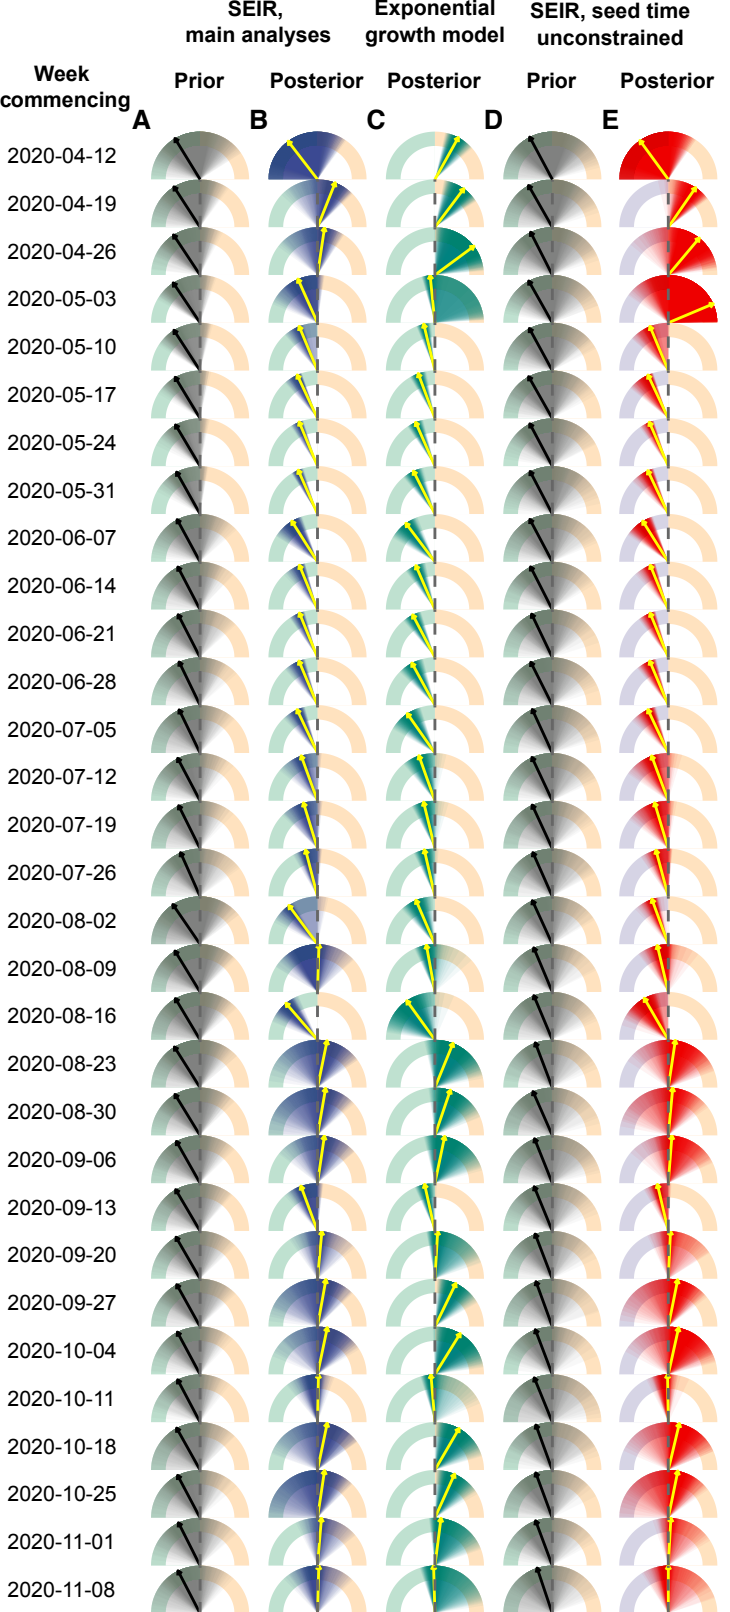 SEIR,
main analyses
Exponential
growth model
SEIR, seed time
unconstrained
Week
commencing
Prior
Posterior
Posterior
Prior
Posterior
A
B
C
D
E
2020-04-12
2020-04-19
2020-04-26
2020-05-03
2020-05-10
2020-05-17
2020-05-24
2020-05-31
2020-06-07
2020-06-14
2020-06-21
2020-06-28
2020-07-05
2020-07-12
2020-07-19
2020-07-26
2020-08-02
2020-08-09
2020-08-16
2020-08-23
2020-08-30
2020-09-06
2020-09-13
2020-09-20
2020-09-27
2020-10-04
2020-10-11
2020-10-18
2020-10-25
2020-11-01
2020-11-08